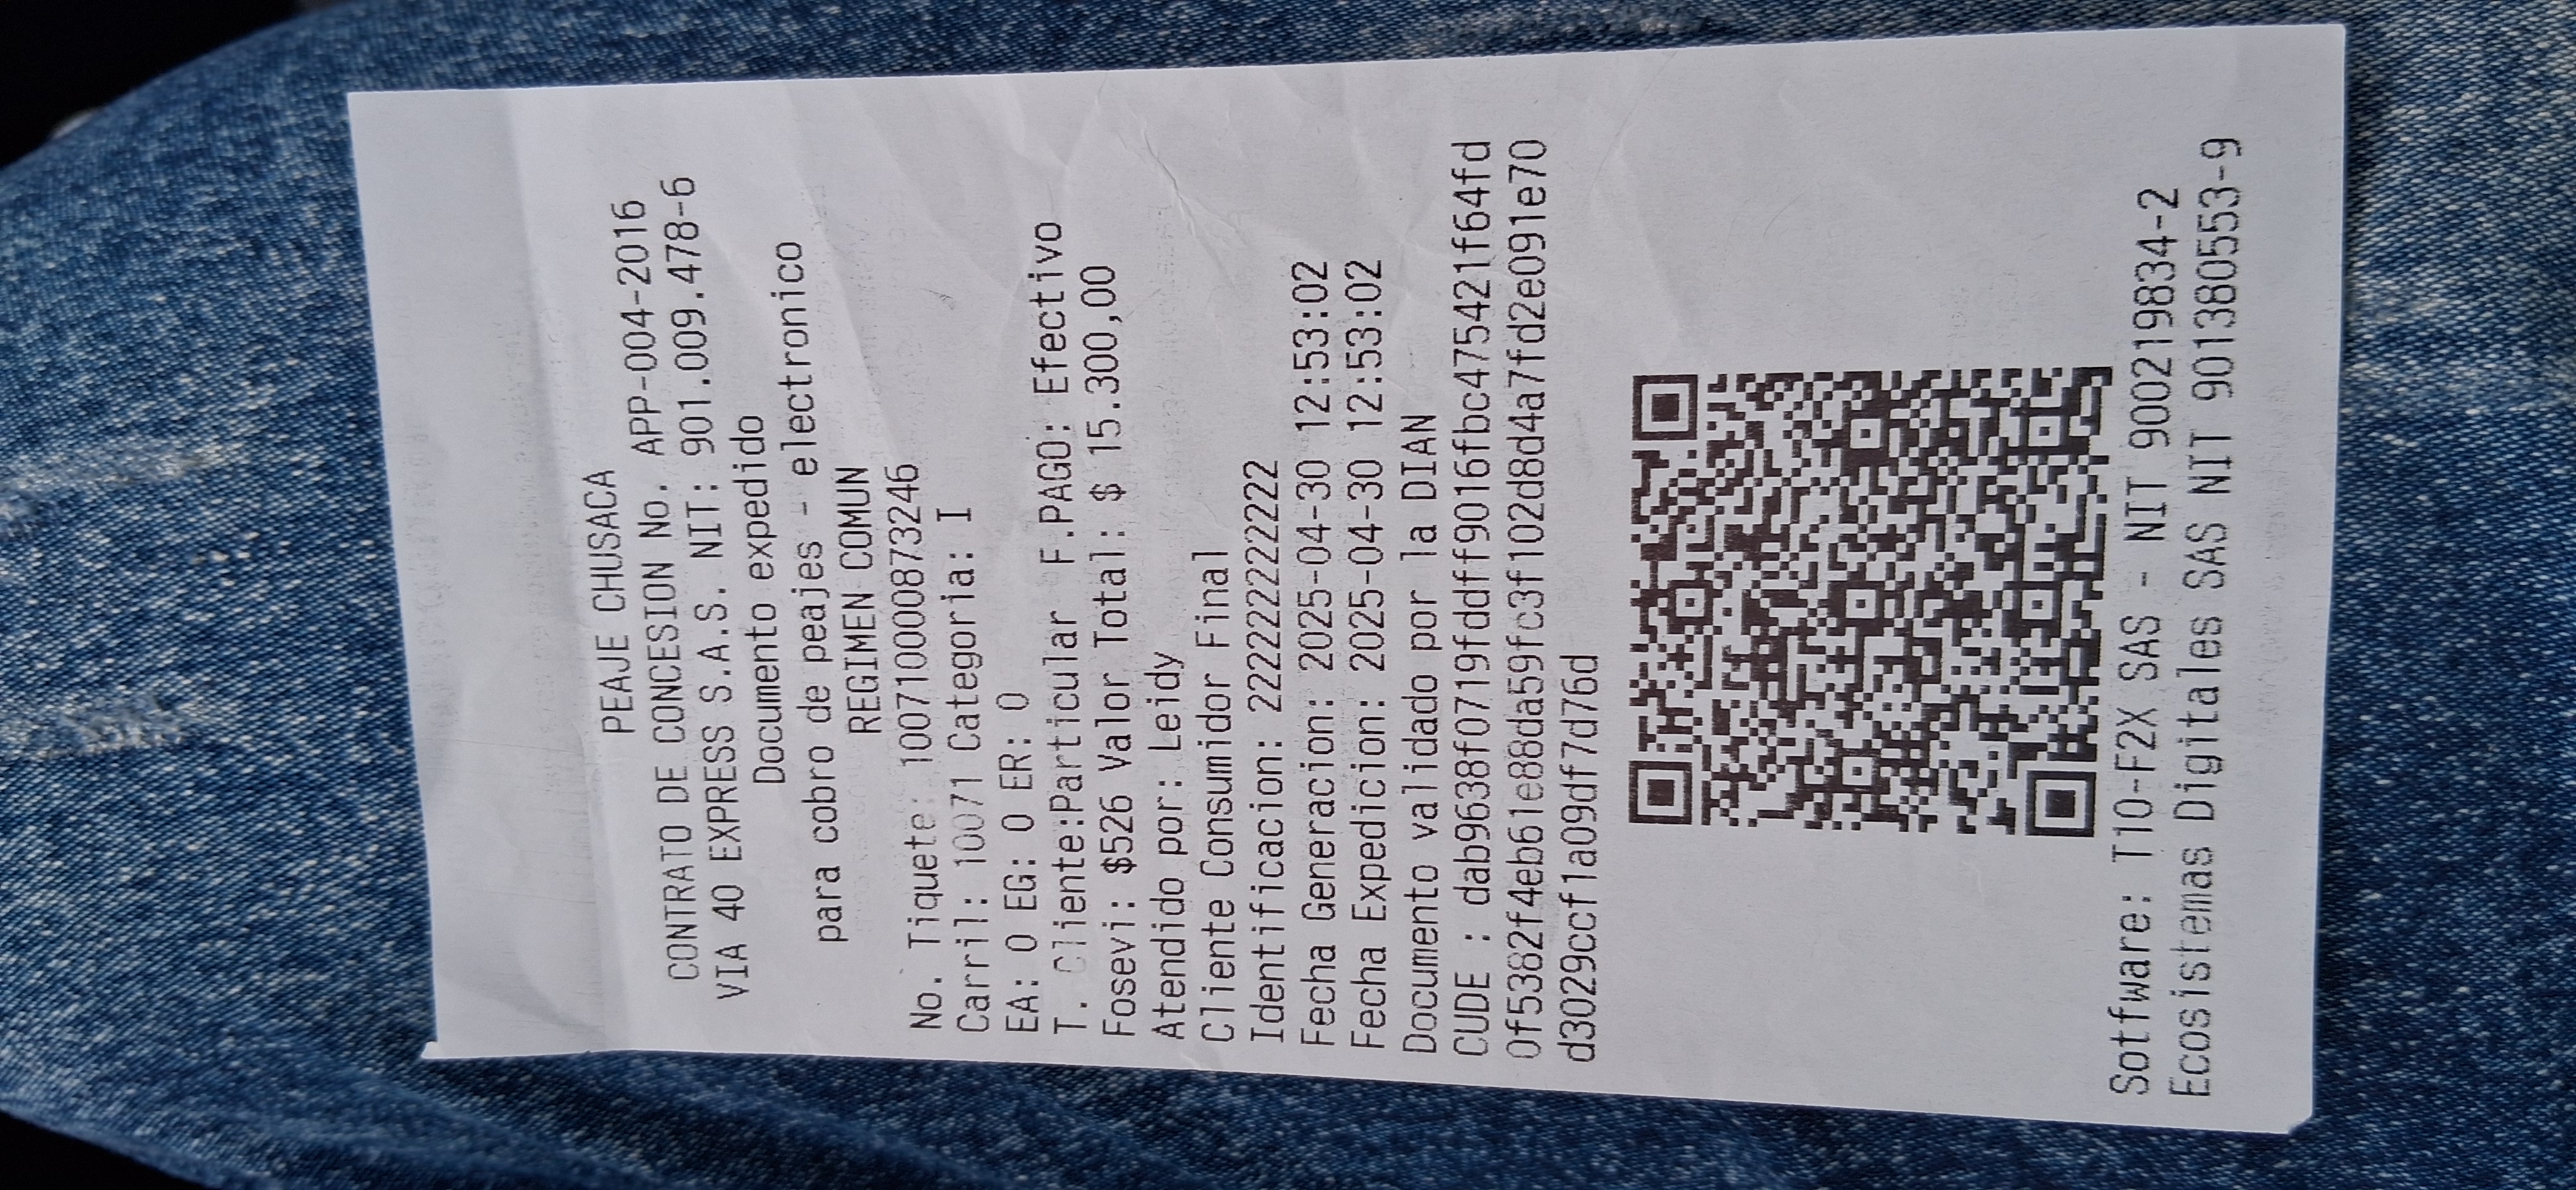 PEAJE CHUSACA
CONTRATO DE CONCESION No. APP-004-2016
VIA 40 EXPRESS S.A.S. NIT: 901.009.478-6
Documento expedido
para cobro de peajes - electronico
REGIMEN COMUN
No. Tiquete: 1007100000873246
Carril: 10071 Categoria: I
EA: 0 EG: 0 ER: 0
T. Cliente:Particular F.PAGO: Efectivo
Fosevi: $526 Valor Total: $ 15.300,00
Atendido por: Leidy
Cliente Consumidor Final
Identificacion: 222222222222
Fecha Generacion: 2025-04-30 12:53:02
Fecha Expedicion: 2025-04-30 12:53:02
Documento validado por la DIAN
CUDE : dab9638f0719fddff9016fbc475421f64fd
0f5382f4eb61e88da59fc3f102d8d4a7fd2e091e70
d3029ccf1a09df7d76d
Sotfware: T10-F2X SAS - NIT 900219834-2
Ecosistemas Digitales SAS NIT 901380553-9